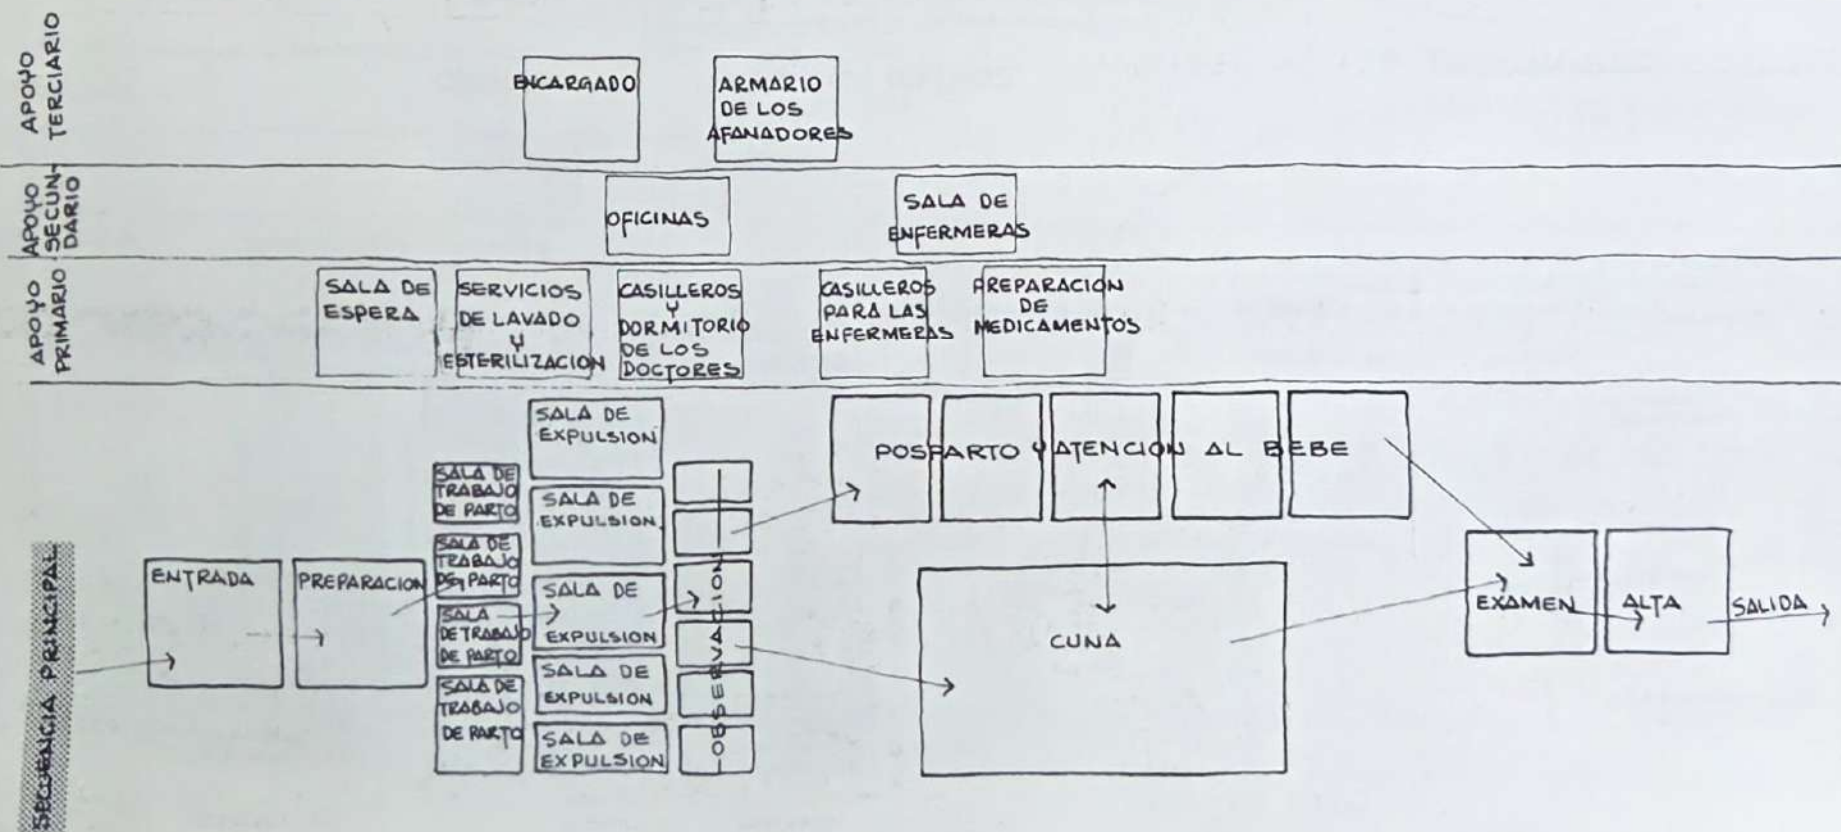 APOYO
TERCIARIO
ENCARGADO
ARMARIO
DE LOS
AFANADORES
APOYO
SECUN-
DARIO
OFICINAS
SALA DE
ENFERMERAS
APOYO
PRIMARIO
SALA DE
ESPERA
SERVICIOS
DE LAVADO
Y
ESTERILIZACION
CASILLEROS
Y
DORMITORIO
DE LOS
DOCTORES
CASILLEROS
PARA LAS
ENFERMERAS
PREPARACION
DE
MEDICAMENTOS
SECUENCIA PRINCIPAL
ENTRADA
PREPARACION
SALA DE
TRABAJO
DE PARTO
SALA DE
TRABAJO
DE PARTO
SALA
DE TRABAJO
DE PARTO
SALA DE
TRABAJO
DE PARTO
SALA DE
EXPULSION
SALA DE
EXPULSION
SALA DE
EXPULSION
SALA DE
EXPULSION
SALA DE
EXPULSION
OBSERVACION
POSPARTO Y ATENCION AL BEBE
CUNA
EXAMEN
ALTA
SALIDA